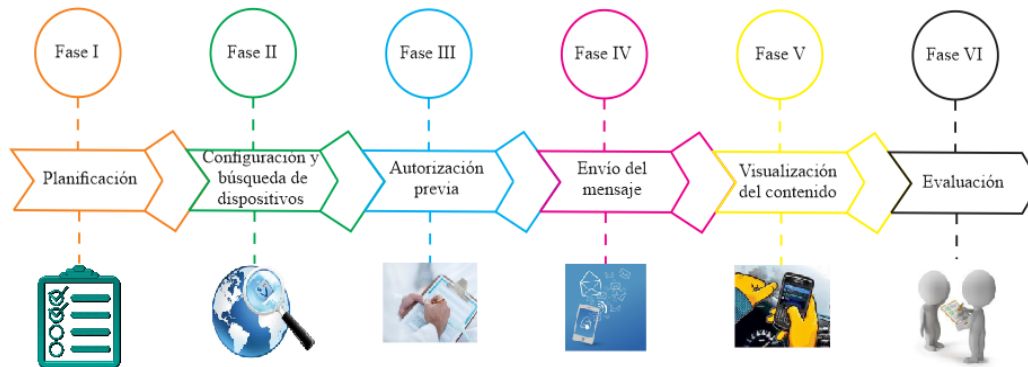 Fase I
Fase II
Fase III
Fase IV
Fase V
Fase VI
Planificación
Configuración y
búsqueda de
dispositivos
Autorización
previa
Envío del
mensaje
Visualización
del contenido
Evaluación